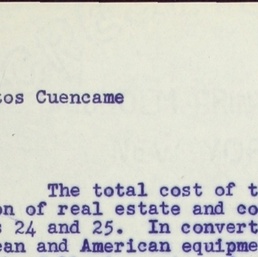 tos Cuencame
The total cost of t
on of real estate and co
s 24 and 25. In convert
ean and American equipme